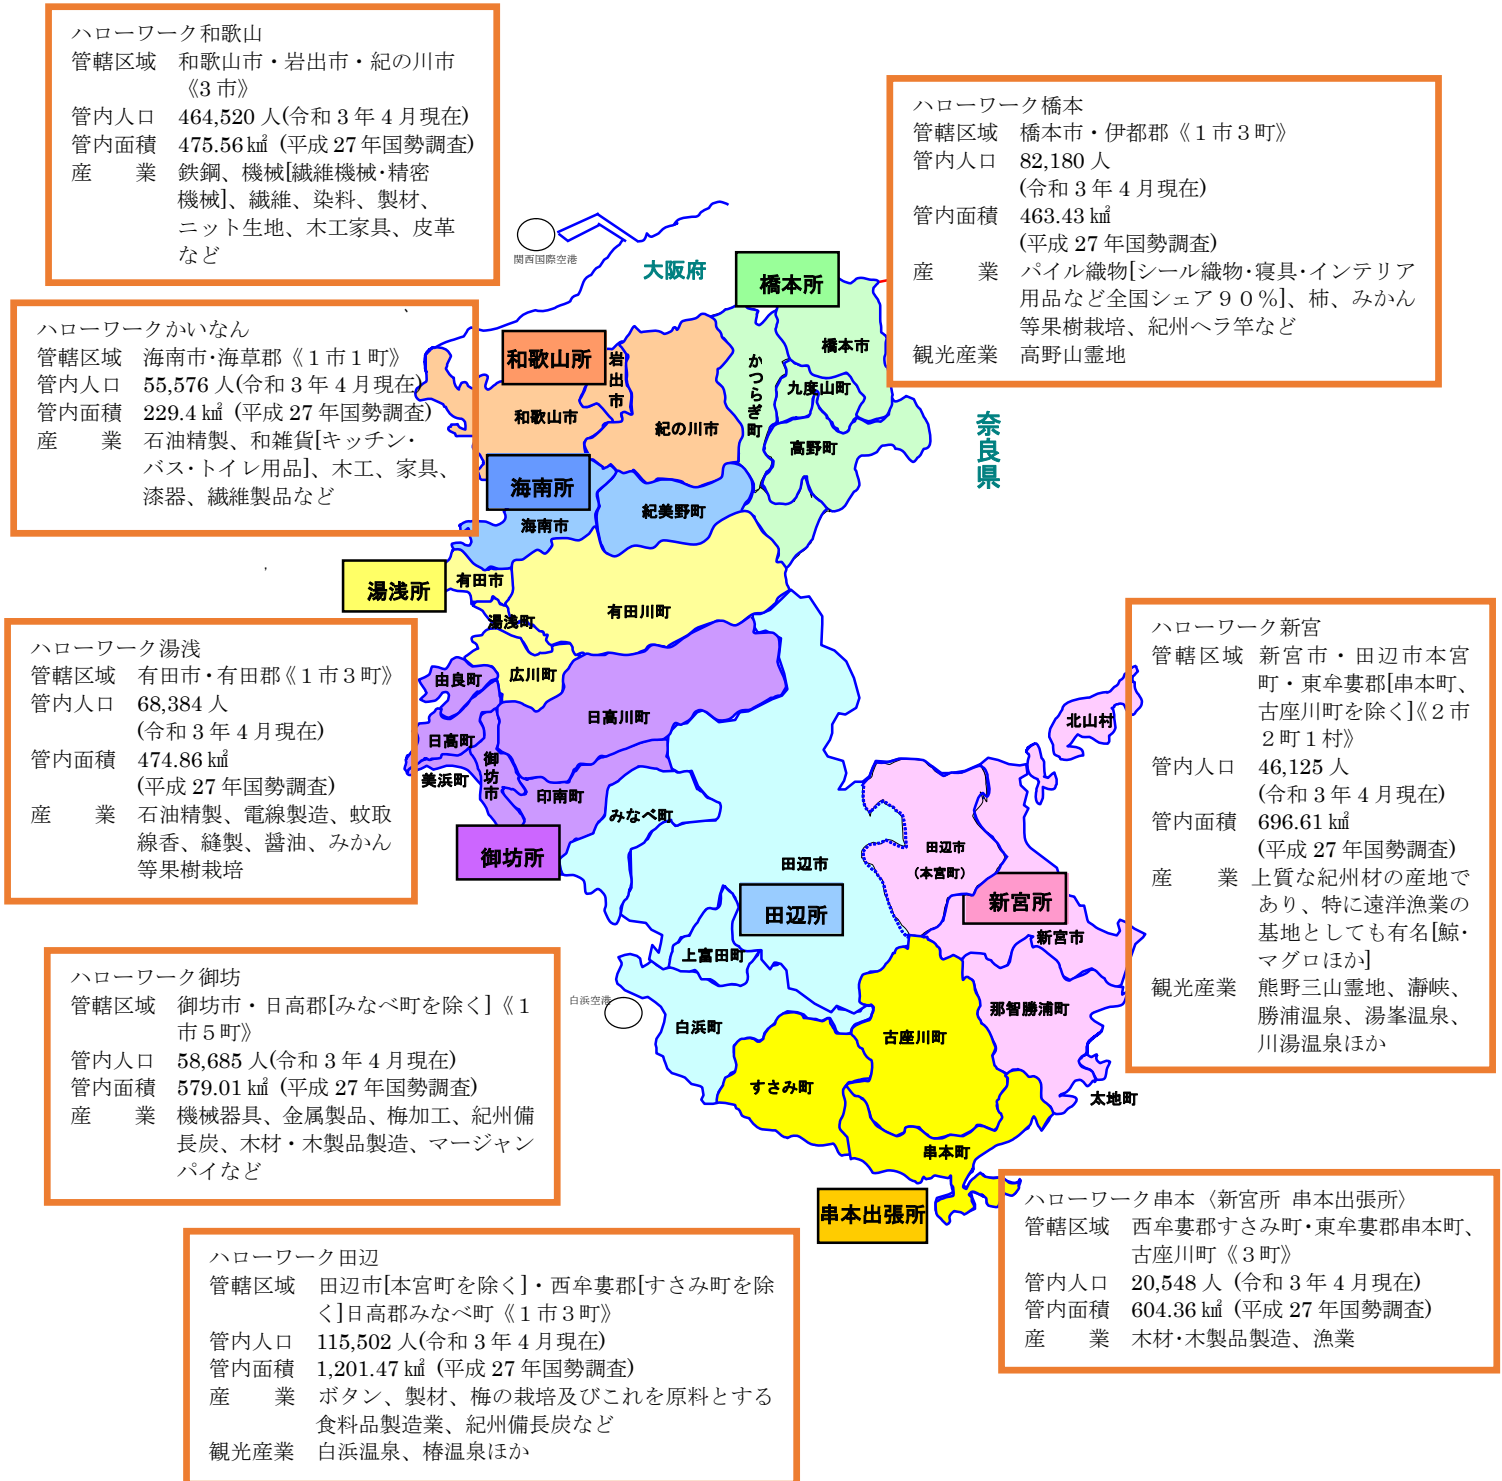 ハローワーク和歌山
管轄区域 和歌山市・岩出市・紀の川市
《3市》
管内人口 464,520 人(令和 3 年 4 月現在)
管内面積 475.56㎢ (平成 27 年国勢調査)
産　　業 鉄鋼、機械[繊維機械・精密
機械]、繊維、染料、製材、
ニット生地、木工家具、皮革
など
ハローワーク橋本
管轄区域 橋本市・伊都郡《１市３町》
管内人口 82,180 人
(令和 3 年 4 月現在)
管内面積 463.43 ㎢
(平成 27 年国勢調査)
産　　業 パイル織物[シール織物・寝具・インテリア
用品など全国シェア９０％]、柿、みかん
等果樹栽培、紀州ヘラ竿など
観光産業 高野山霊地
ハローワークかいなん
管轄区域 海南市・海草郡《１市１町》
管内人口 55,576 人(令和 3 年 4 月現在)
管内面積 229.4 ㎢ (平成 27 年国勢調査)
産　　業 石油精製、和雑貨[キッチン・
バス・トイレ用品]、木工、家具、
漆器、繊維製品など
関西国際空港
大阪府
奈良県
橋本所
橋本市
かつらぎ町
九度山町
高野町
和歌山所
岩出市
和歌山市
紀の川市
海南所
海南市
紀美野町
湯浅所
有田市
湯浅町
有田川町
広川町
由良町
日高川町
日高町
御坊市
美浜町
印南町
みなべ町
御坊所
北山村
田辺市
田辺市
（本宮町）
田辺所
新宮所
新宮市
上富田町
白浜空港
白浜町
那智勝浦町
古座川町
すさみ町
太地町
串本町
串本出張所
ハローワーク湯浅
管轄区域 有田市・有田郡《１市３町》
管内人口 68,384 人
(令和 3 年 4 月現在)
管内面積 474.86 ㎢
(平成 27 年国勢調査)
産　　業 石油精製、電線製造、蚊取
線香、縫製、醤油、みかん
等果樹栽培
ハローワーク新宮
管轄区域 新宮市・田辺市本宮
町・東牟婁郡[串本町、
古座川町を除く]《２市
２町１村》
管内人口 46,125 人
(令和 3 年 4 月現在)
管内面積 696.61 ㎢
(平成 27 年国勢調査)
産　　業 上質な紀州材の産地で
あり、特に遠洋漁業の
基地としても有名[鯨・
マグロほか]
観光産業 熊野三山霊地、瀞峡、
勝浦温泉、湯峯温泉、
川湯温泉ほか
ハローワーク御坊
管轄区域 御坊市・日高郡[みなべ町を除く]《１
市５町》
管内人口 58,685 人(令和 3 年 4 月現在)
管内面積 579.01 ㎢ (平成 27 年国勢調査)
産　　業 機械器具、金属製品、梅加工、紀州備
長炭、木材・木製品製造、マージャン
パイなど
ハローワーク串本〈新宮所 串本出張所〉
管轄区域 西牟婁郡すさみ町・東牟婁郡串本町、
古座川町《３町》
管内人口 20,548 人 (令和 3 年 4 月現在)
管内面積 604.36 ㎢ (平成 27 年国勢調査)
産　　業 木材・木製品製造、漁業
ハローワーク田辺
管轄区域 田辺市[本宮町を除く]・西牟婁郡[すさみ町を除
く]日高郡みなべ町《１市３町》
管内人口 115,502 人(令和 3 年 4 月現在)
管内面積 1,201.47 ㎢ (平成 27 年国勢調査)
産　　業 ボタン、製材、梅の栽培及びこれを原料とする
食料品製造業、紀州備長炭など
観光産業 白浜温泉、椿温泉ほか